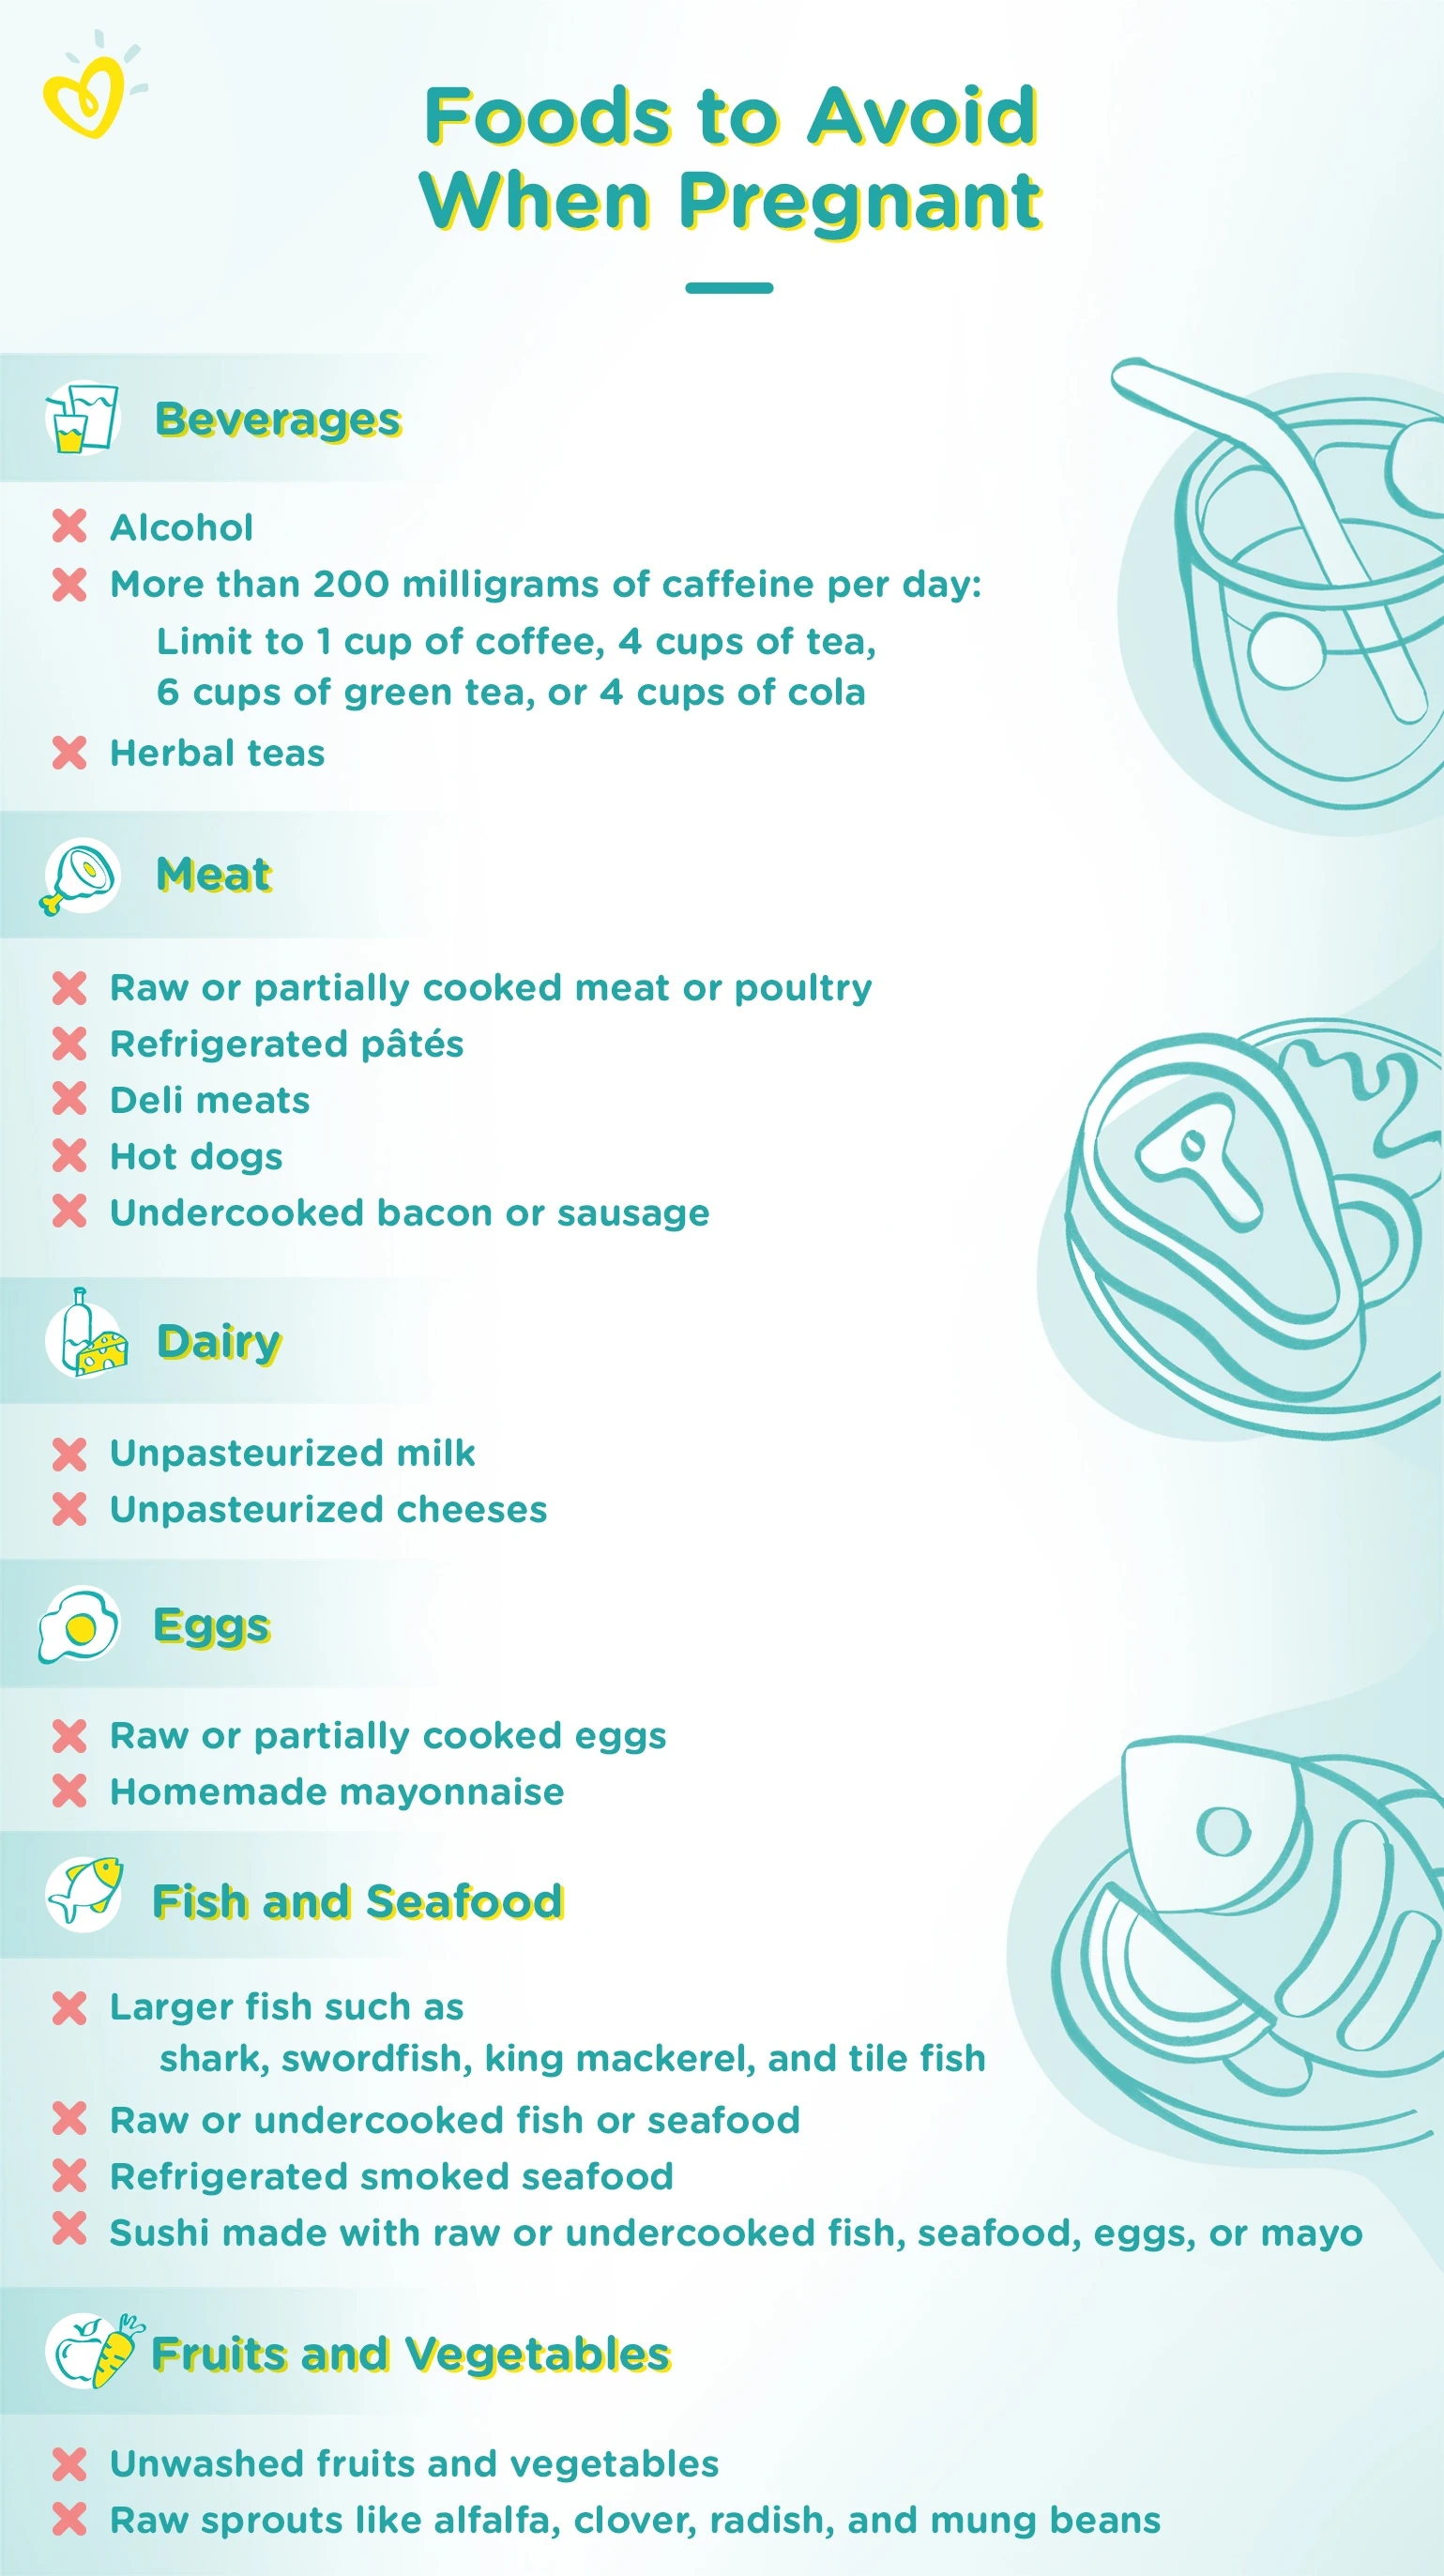 Foods to Avoid
When Pregnant
Beverages
Alcohol
More than 200 milligrams of caffeine per day:
Limit to 1 cup of coffee, 4 cups of tea,
6 cups of green tea, or 4 cups of cola
Herbal teas
Meat
Raw or partially cooked meat or poultry
Refrigerated pâtés
Deli meats
Hot dogs
Undercooked bacon or sausage
Dairy
Unpasteurized milk
Unpasteurized cheeses
Eggs
Raw or partially cooked eggs
Homemade mayonnaise
Fish and Seafood
Larger fish such as
shark, swordfish, king mackerel, and tile fish
Raw or undercooked fish or seafood
Refrigerated smoked seafood
Sushi made with raw or undercooked fish, seafood, eggs, or mayo
Fruits and Vegetables
Unwashed fruits and vegetables
Raw sprouts like alfalfa, clover, radish, and mung beans